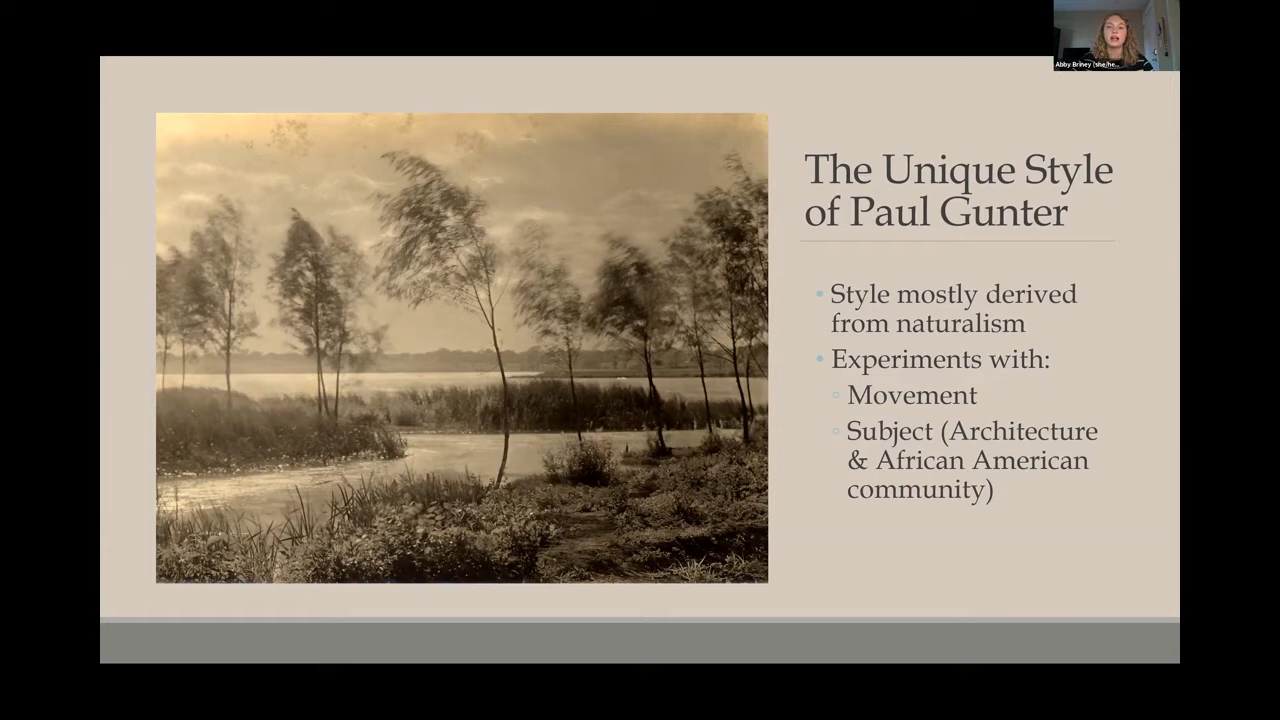 Abby Briney (she/he...
The Unique Style
of Paul Gunter
• Style mostly derived
from naturalism
• Experiments with:
◦ Movement
◦ Subject (Architecture
& African American
community)